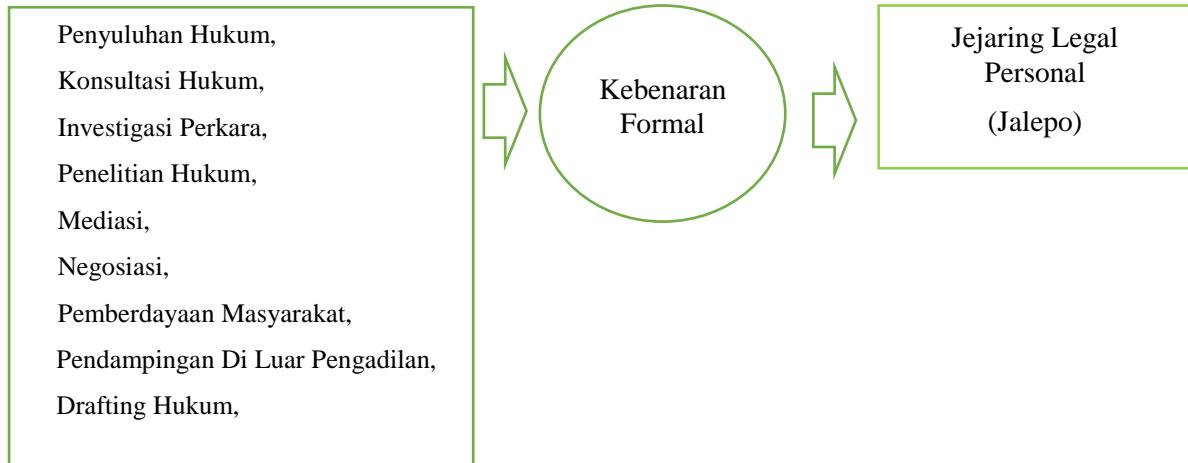 Penyuluhan Hukum,
Konsultasi Hukum,
Investigasi Perkara,
Penelitian Hukum,
Mediasi,
Negosiasi,
Pemberdayaan Masyarakat,
Pendampingan Di Luar Pengadilan,
Drafting Hukum,
Kebenaran
Formal
Jejaring Legal
Personal
(Jalepo)